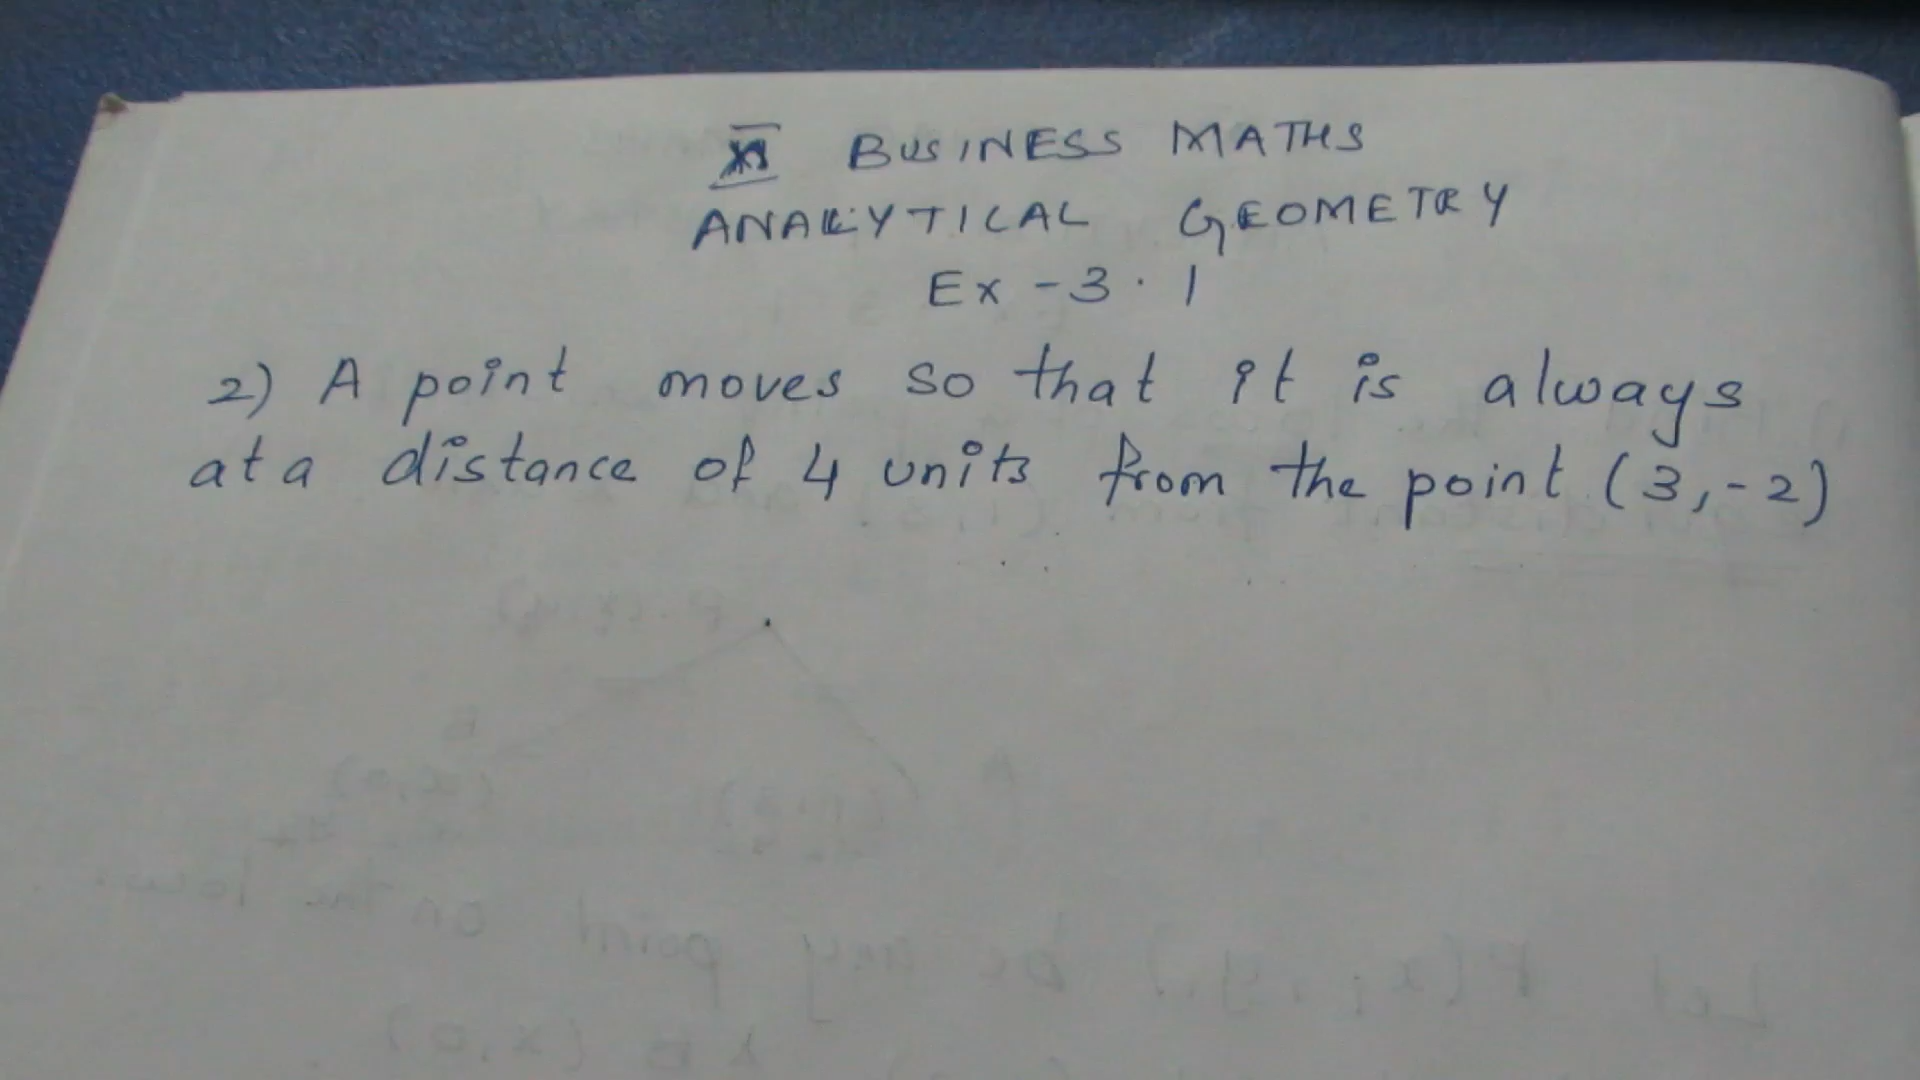 XI BUSINESS MATHS
ANALYTICAL GEOMETRY
Ex - 3.1
2) A point moves so that it is always
at a distance of 4 units from the point (3,-2)